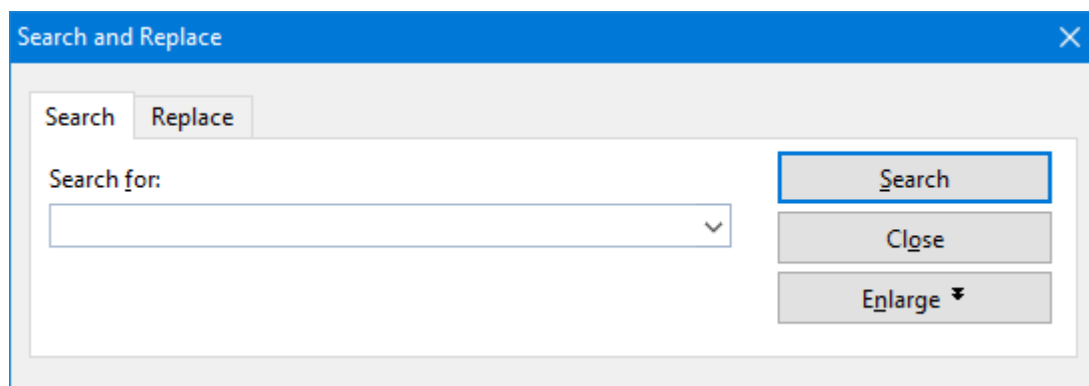 Search and Replace
Search Replace
Search for:
Search
Close
Enlarge